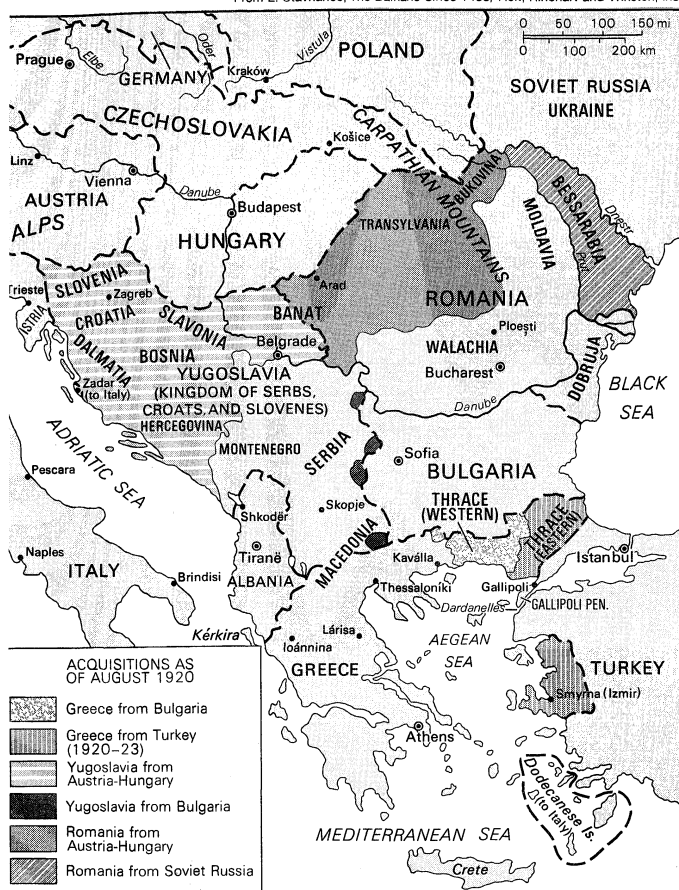 0 50 100 150 mi
0 100 200 km
POLAND
SOVIET RUSSIA
UKRAINE
Prague
Elbe
Oder
Vistula
GERMANY
Kraków
CZECHOSLOVAKIA
Košice
CARPATHIAN MOUNTAINS
BUKOVINA
BESSARABIA
Dnestr
Prut
Linz
Vienna
Danube
AUSTRIA
ALPS
Budapest
HUNGARY
TRANSYLVANIA
MOLDAVIA
Trieste
ISTRIA
SLOVENIA
Zagreb
CROATIA
SLAVONIA
DALMATIA
BOSNIA
Arad
BANAT
ROMANIA
Ploești
WALACHIA
Bucharest
Belgrade
DOBRUJA
BLACK
SEA
Zadar
(to Italy)
YUGOSLAVIA
(KINGDOM OF SERBS,
CROATS, AND SLOVENES)
HERCEGOVINA
Danube
ADRIATIC SEA
MONTENEGRO
SERBIA
Sofia
BULGARIA
Pescara
Shkodër
Skopje
THRACE
(WESTERN)
THRACE
(EASTERN)
Istanbul
Naples
ITALY
Brindisi
Tiranë
ALBANIA
MACEDONIA
Kaválla
Thessaloníki
Gallipoli
Dardanelles
GALLIPOLI PEN.
Kérkira
Ioánnina
Lárisa
GREECE
AEGEAN
SEA
TURKEY
Smyrna (Izmir)
Athens
Dodecanese Is.
(to Italy)
MEDITERRANEAN SEA
Crete
ACQUISITIONS AS
OF AUGUST 1920
Greece from Bulgaria
Greece from Turkey
(1920–23)
Yugoslavia from
Austria-Hungary
Yugoslavia from Bulgaria
Romania from
Austria-Hungary
Romania from Soviet Russia